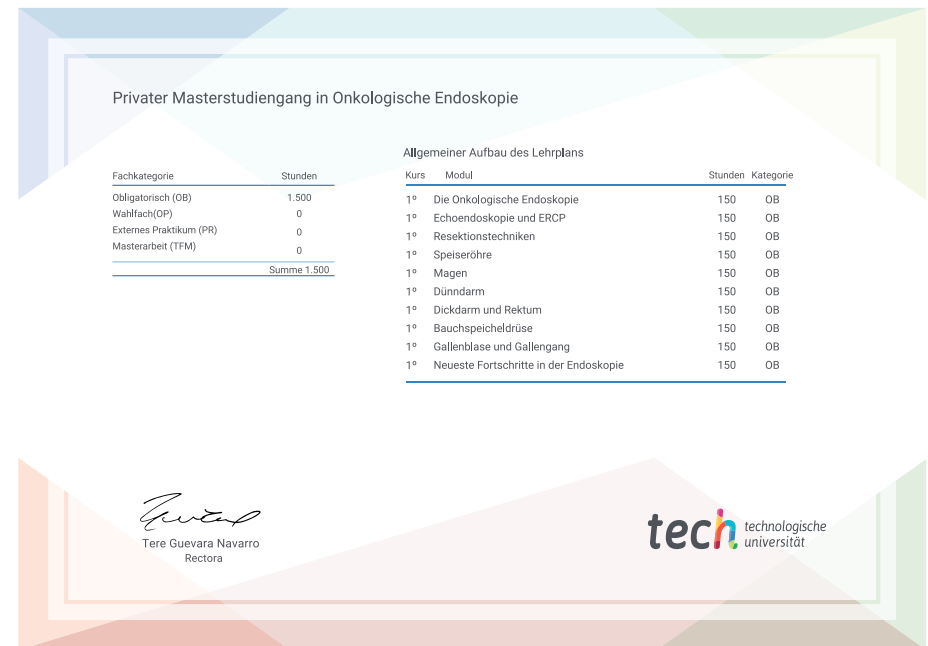 Privater Masterstudiengang in Onkologische Endoskopie
Fachkategorie Stunden
Obligatorisch (OB) 1.500
Wahlfach(OP) 0
Externes Praktikum (PR) 0
Masterarbeit (TFM) 0
Summe 1.500
Allgemeiner Aufbau des Lehrplans
Kurs Modul Stunden Kategorie
1º Die Onkologische Endoskopie 150 OB
1º Echoendoskopie und ERCP 150 OB
1º Resektionstechniken 150 OB
1º Speiseröhre 150 OB
1º Magen 150 OB
1º Dünndarm 150 OB
1º Dickdarm und Rektum 150 OB
1º Bauchspeicheldrüse 150 OB
1º Gallenblase und Gallengang 150 OB
1º Neueste Fortschritte in der Endoskopie 150 OB
Tere Guevara Navarro
Rectora
tech technologische
universität